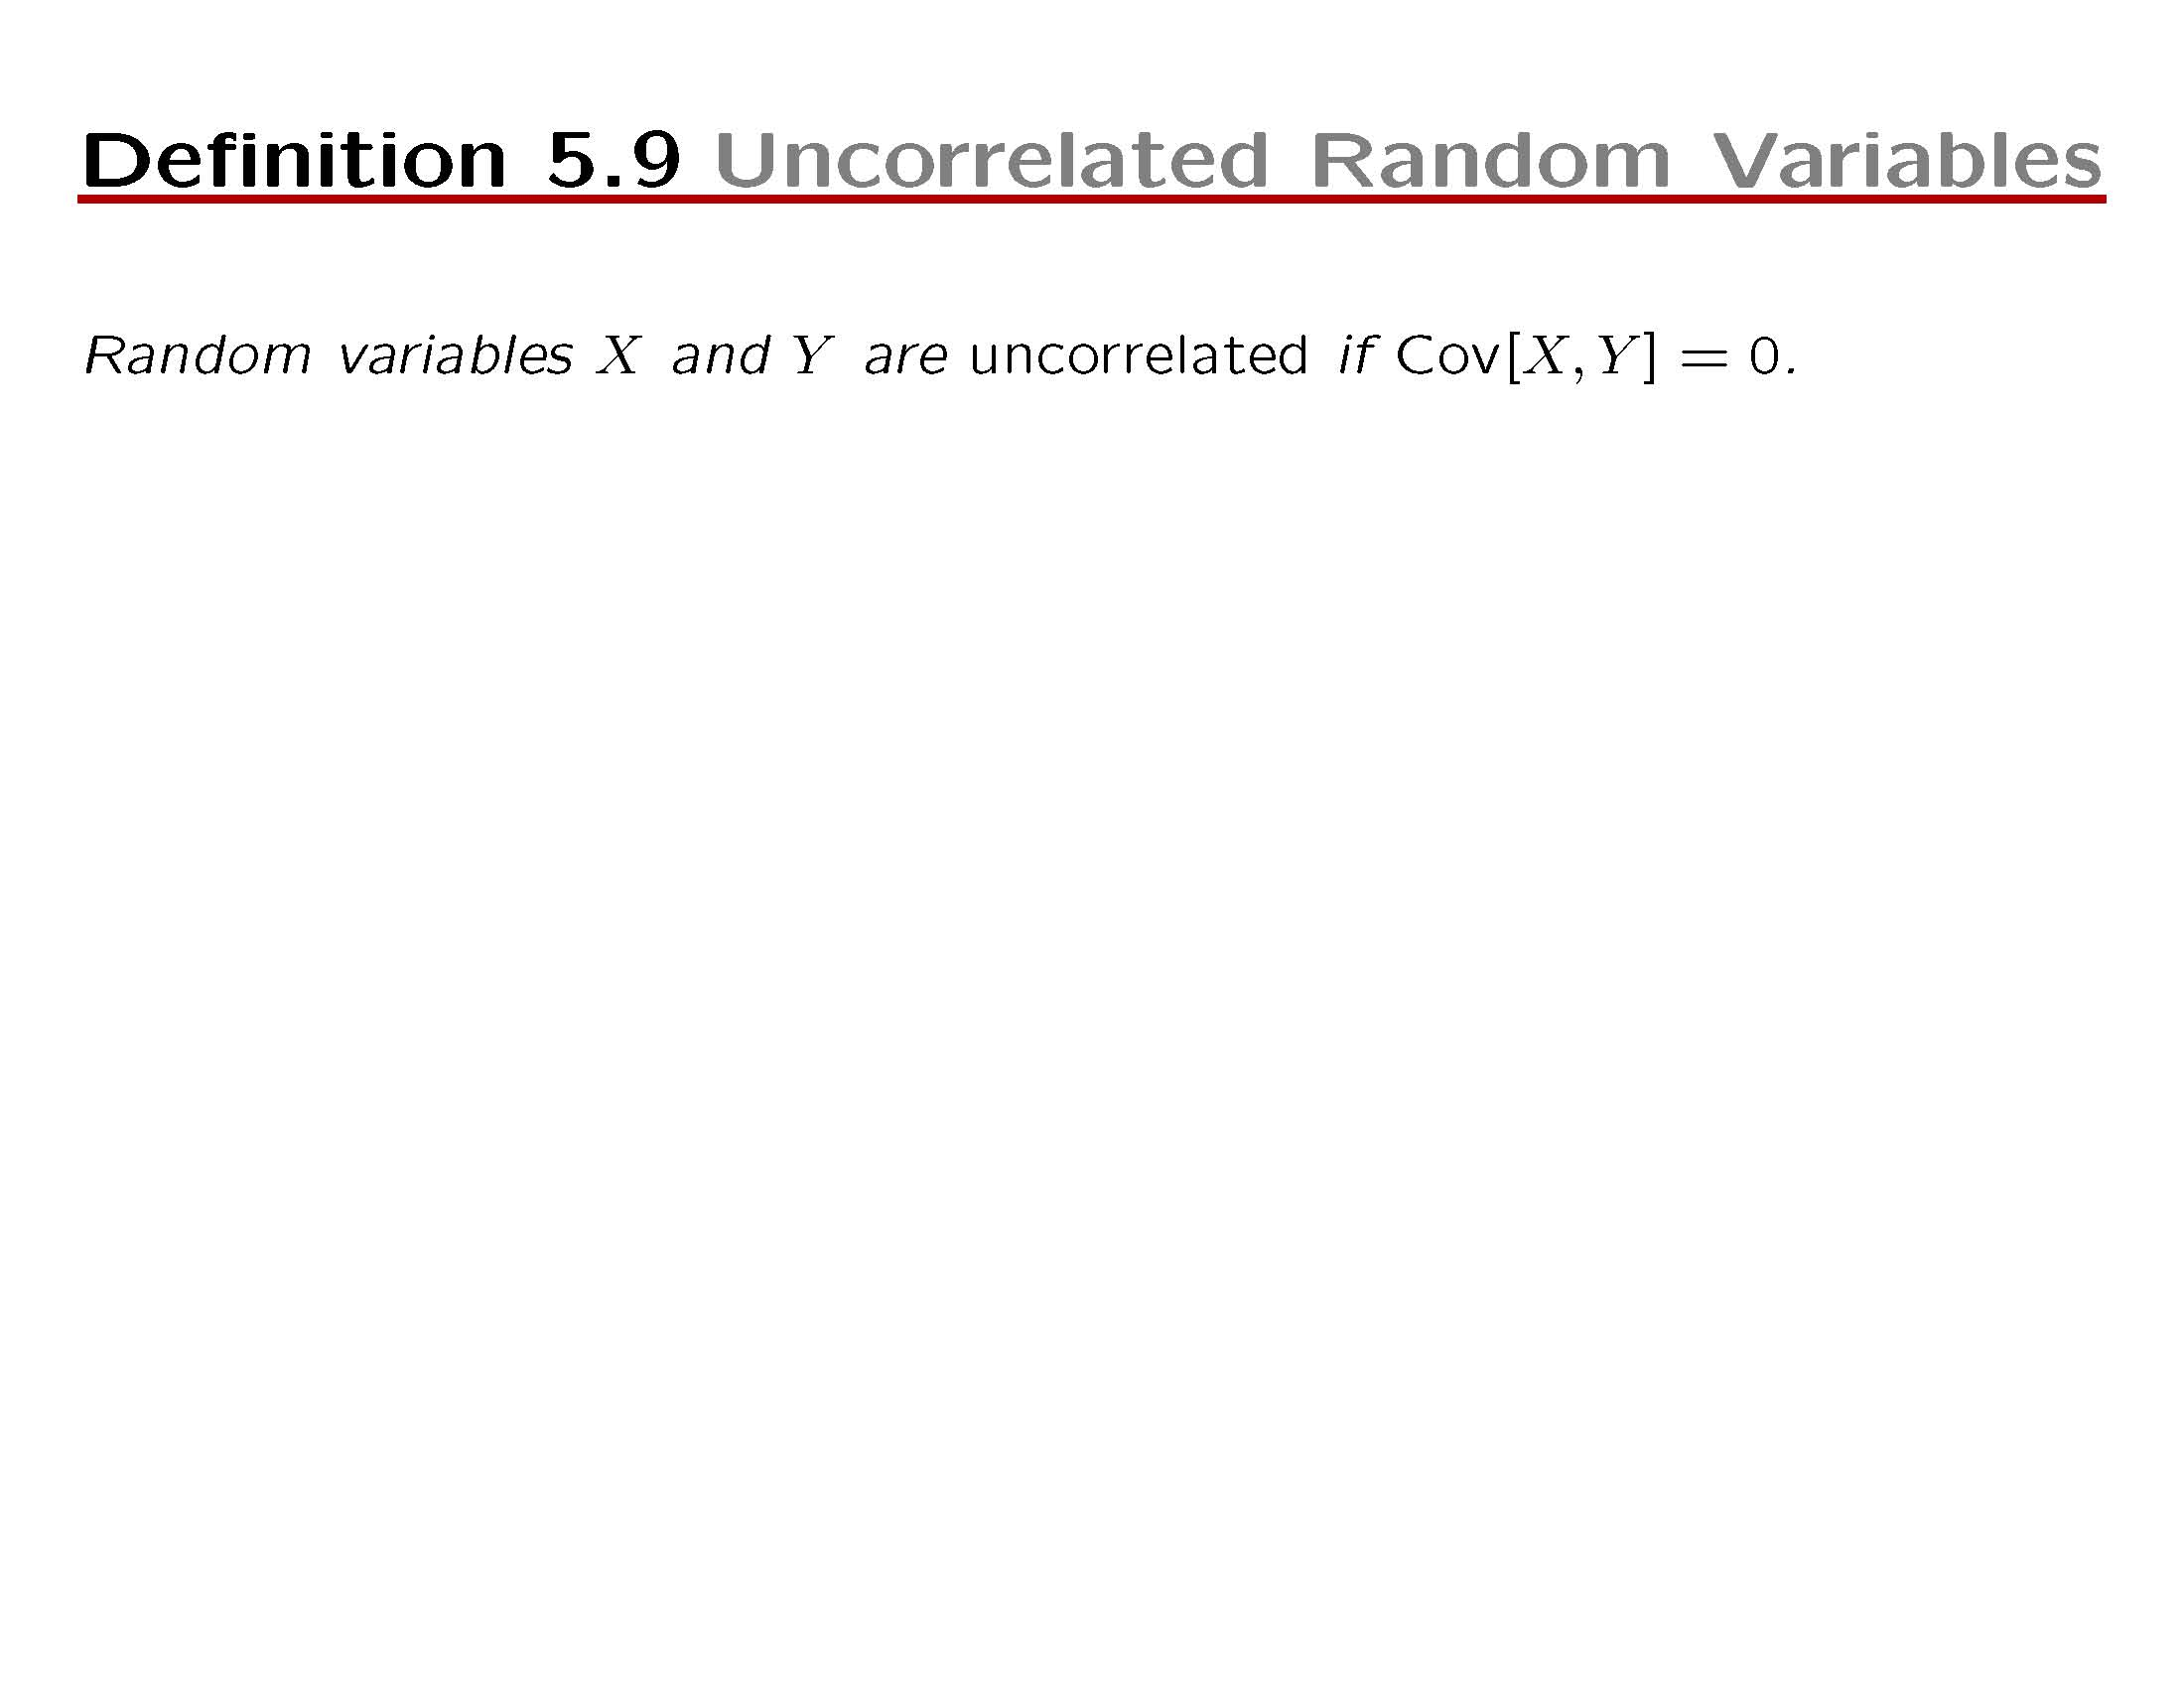 Definition 5.9 Uncorrelated Random Variables
Random variables X and Y are uncorrelated if Cov[X, Y] = 0.